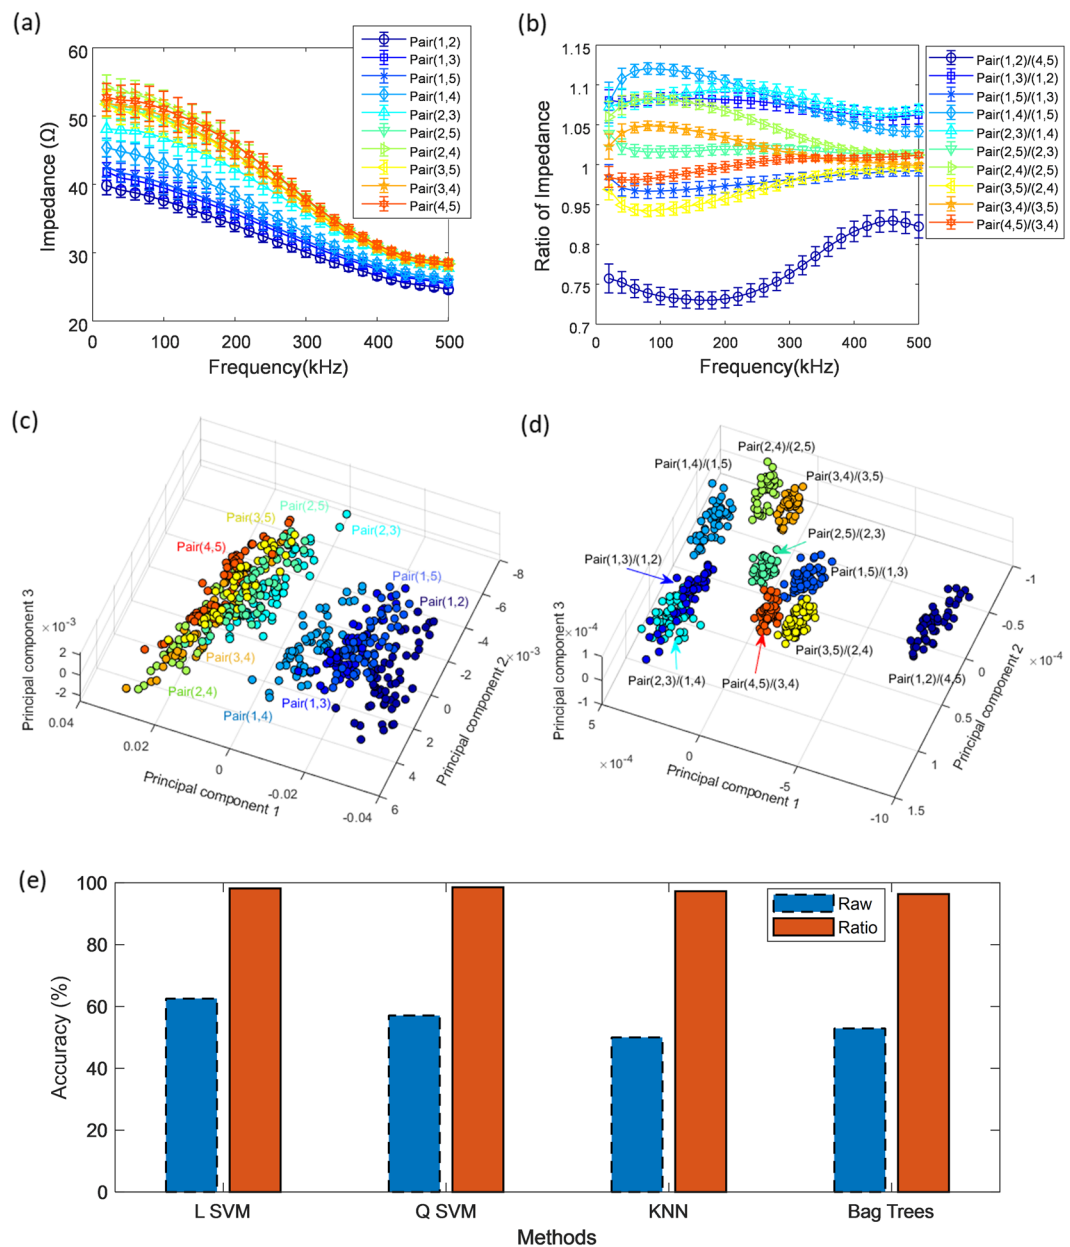 (a)
60
50
40
30
20
0
100
200
300
400
500
Impedance (Ω)
Frequency(kHz)
Pair(1,2)
Pair(1,3)
Pair(1,5)
Pair(1,4)
Pair(2,3)
Pair(2,5)
Pair(2,4)
Pair(3,5)
Pair(3,4)
Pair(4,5)
(b)
1.15
1.1
1.05
1
0.95
0.9
0.8
0.75
0.7
0
100
200
300
400
500
Ratio of Impedance
Frequency(kHz)
Pair(1,2)/(4,5)
Pair(1,3)/(1,2)
Pair(1,5)/(1,3)
Pair(1,4)/(1,5)
Pair(2,3)/(1,4)
Pair(2,5)/(2,3)
Pair(2,4)/(2,5)
Pair(3,5)/(2,4)
Pair(3,4)/(3,5)
Pair(4,5)/(3,4)
(c)
Pair(2,5)
Pair(3,5)
Pair(2,3)
Pair(4,5)
Pair(1,5)
Pair(1,2)
Pair(3,4)
Pair(2,4)
Pair(1,3)
Pair(1,4)
Principal component 3
×10⁻³
2
0
-2
0.04
0.02
0
-0.02
-0.04
Principal component 1
-8
-6
-4
-2
0
2
4
6
Principal component 2
×10⁻³
(d)
Pair(2,4)/(2,5)
Pair(1,4)/(1,5)
Pair(3,4)/(3,5)
Pair(2,5)/(2,3)
Pair(1,3)/(1,2)
Pair(1,5)/(1,3)
Pair(3,5)/(2,4)
Pair(2,3)/(1,4)
Pair(4,5)/(3,4)
Pair(1,2)/(4,5)
Principal component 3
×10⁻⁴
1
0
-1
5
0
-5
-10
×10⁻⁴
Principal component 1
-1
-0.5
0
0.5
1
1.5
×10⁻⁴
Principal component 2
(e)
100
80
60
40
20
0
Accuracy (%)
Raw
Ratio
L SVM
Q SVM
KNN
Bag Trees
Methods